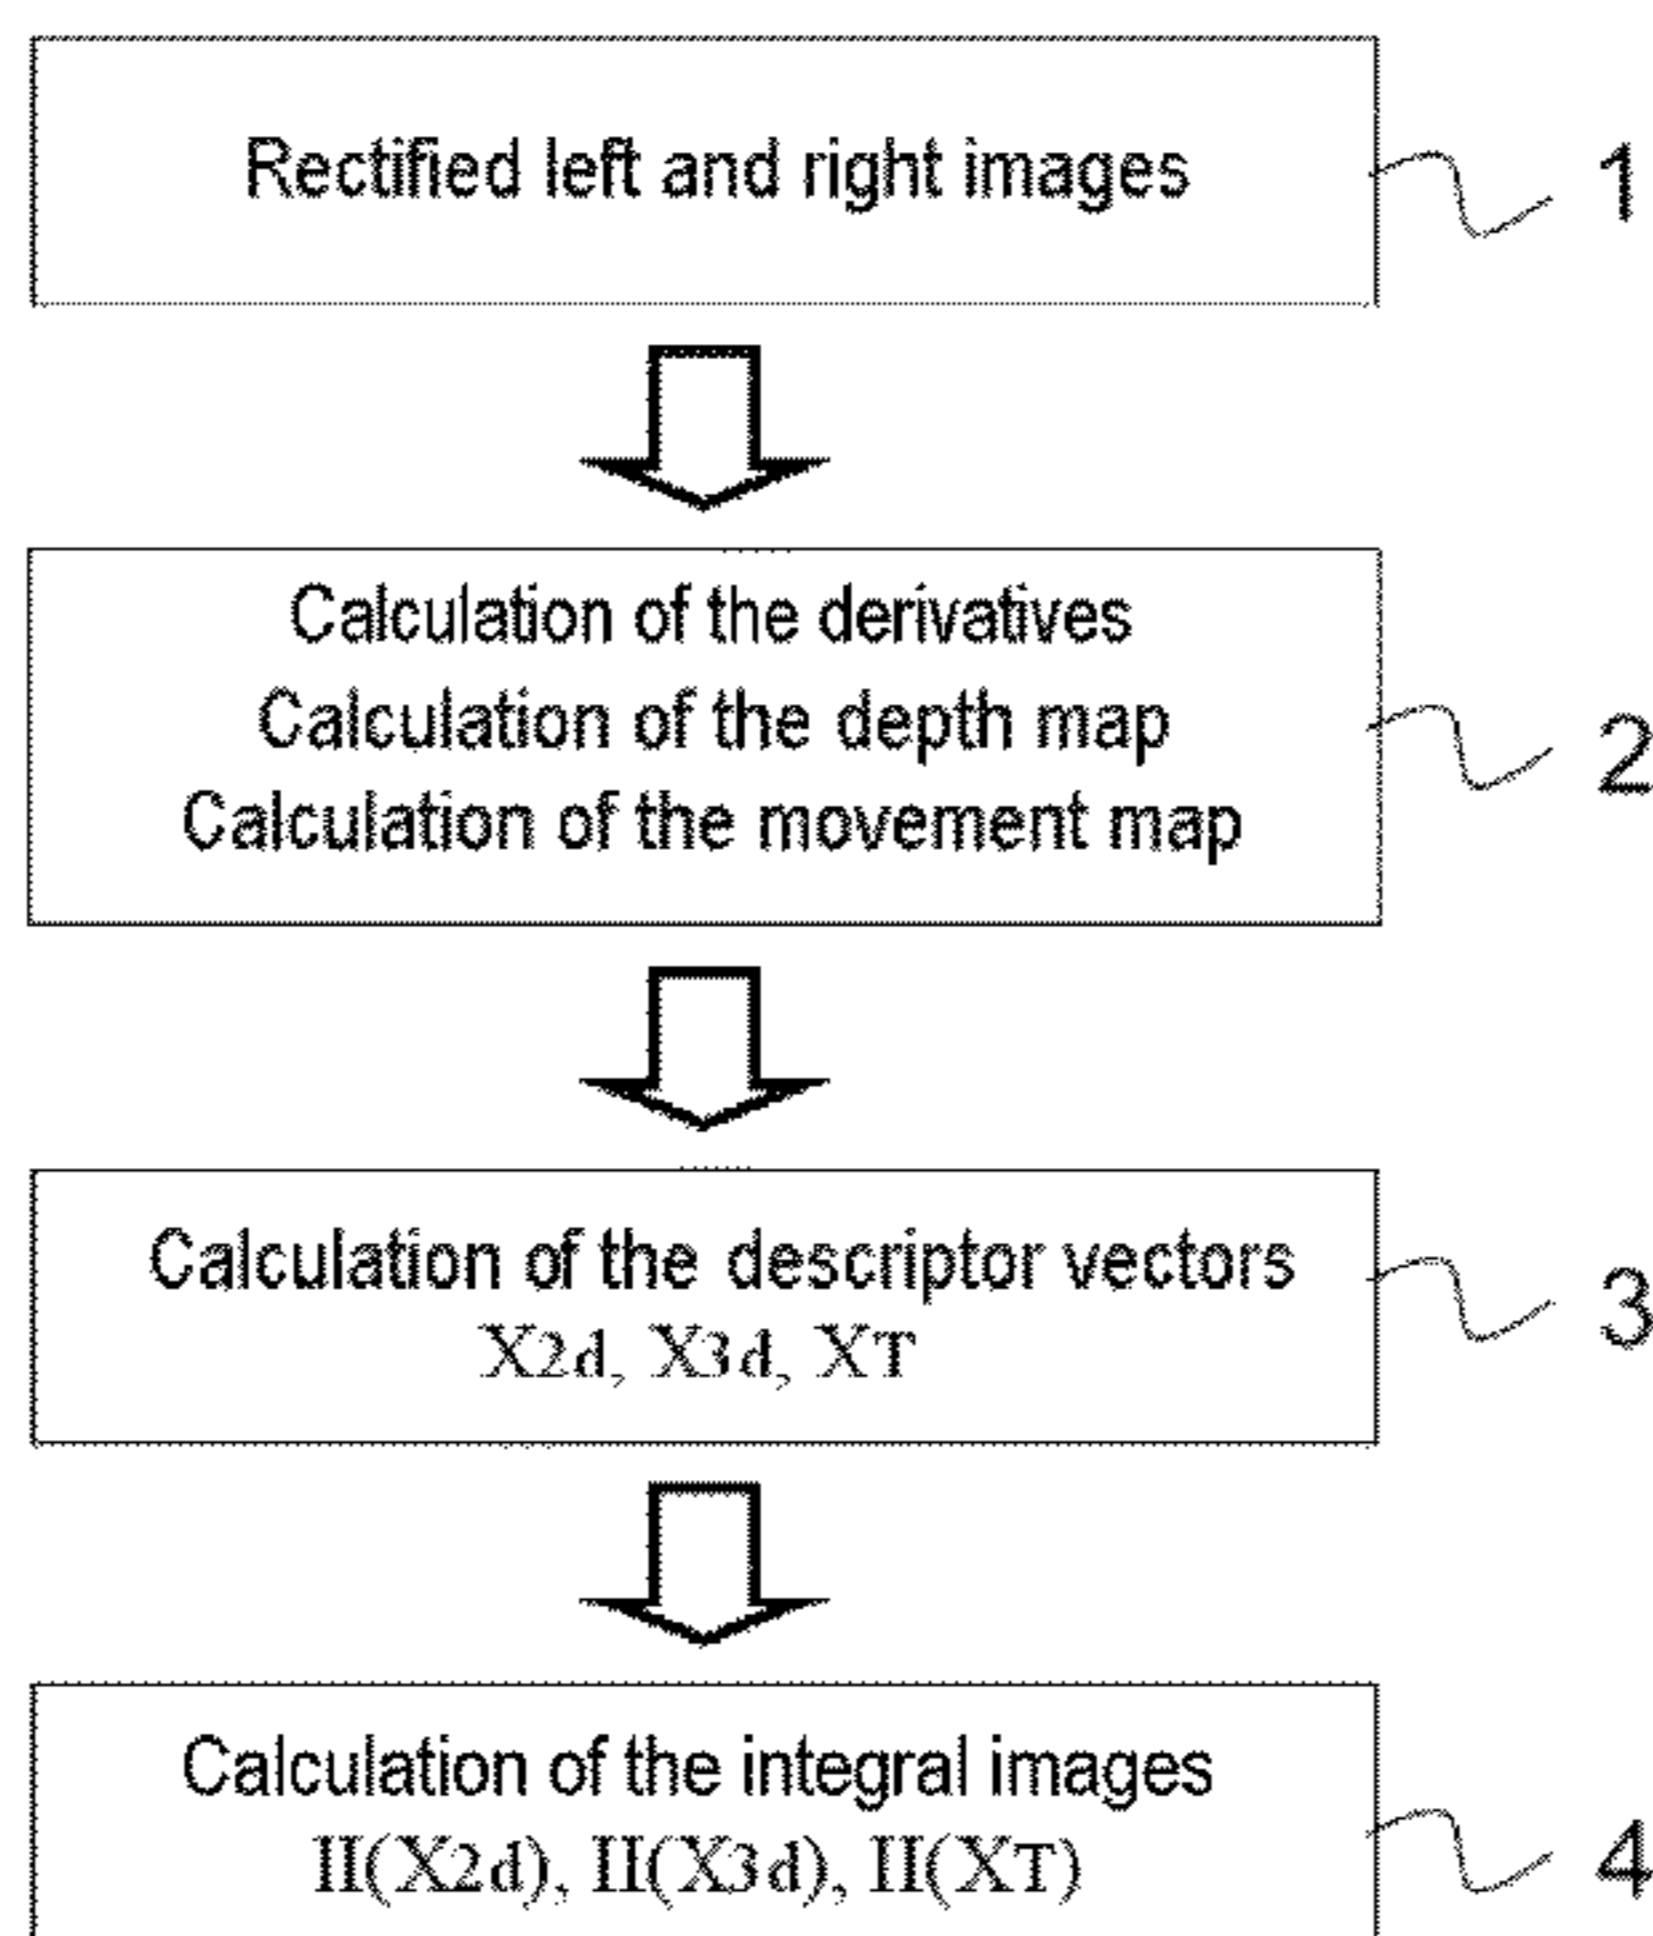 Rectified left and right images
1
Calculation of the derivatives
Calculation of the depth map
Calculation of the movement map
2
Calculation of the descriptor vectors
X2d, X3d, XT
3
Calculation of the integral images
II(X2d), II(X3d), II(XT)
4